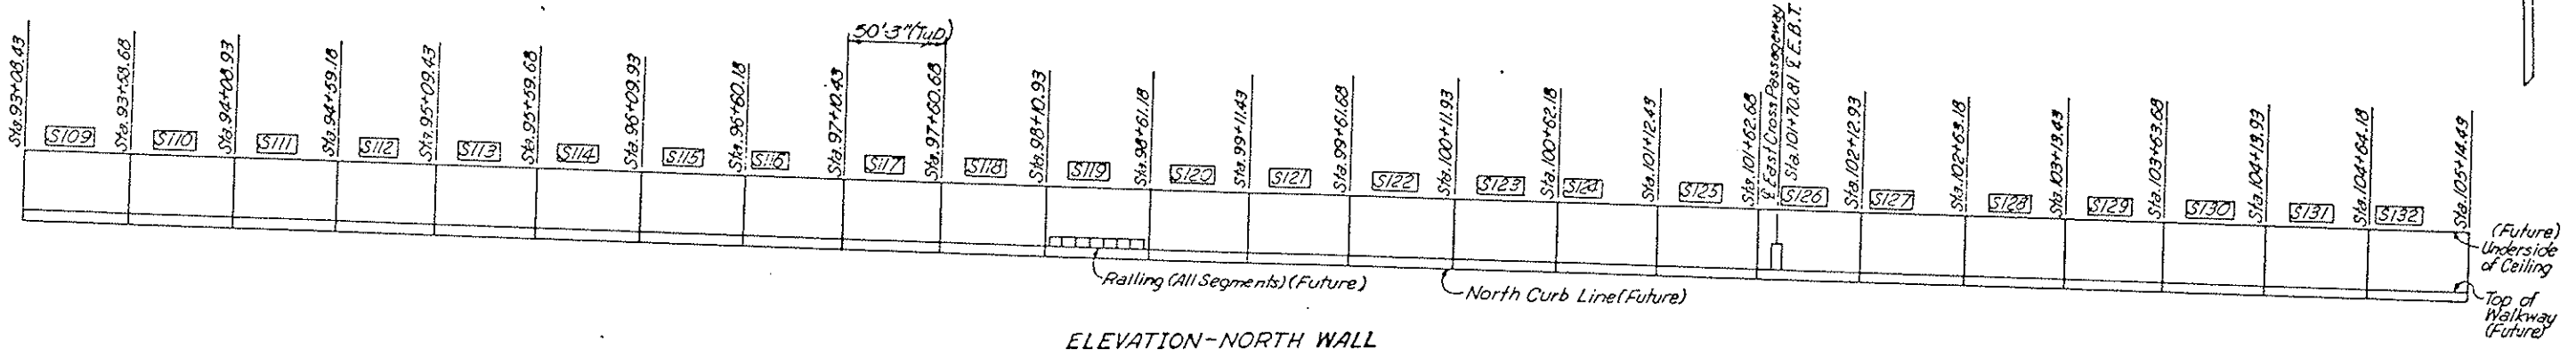 Sta.93+08.43
Sta.93+58.68
Sta.94+08.93
Sta.94+59.18
Sta.95+09.43
Sta.95+59.68
Sta.96+09.93
Sta.96+60.18
Sta.97+10.43
Sta.97+60.68
Sta.98+10.93
Sta.98+61.18
Sta.99+11.43
Sta.99+61.68
Sta.100+11.93
Sta.100+62.18
Sta.101+12.43
Sta.101+62.68
℄ East Cross Passageway
Sta.101+70.81 ℄ E.B.T.
Sta.102+12.93
Sta.102+63.18
Sta.103+13.43
Sta.103+63.68
Sta.104+13.93
Sta.104+64.18
Sta.105+14.43
50'-3"(Typ)
S109
S110
S111
S112
S113
S114
S115
S116
S117
S118
S119
S120
S121
S122
S123
S124
S125
S126
S127
S128
S129
S130
S131
S132
(Future)
Underside
of Ceiling
Railing (All Segments)(Future)
North Curb Line(Future)
Top of
Walkway
(Future)
ELEVATION-NORTH WALL